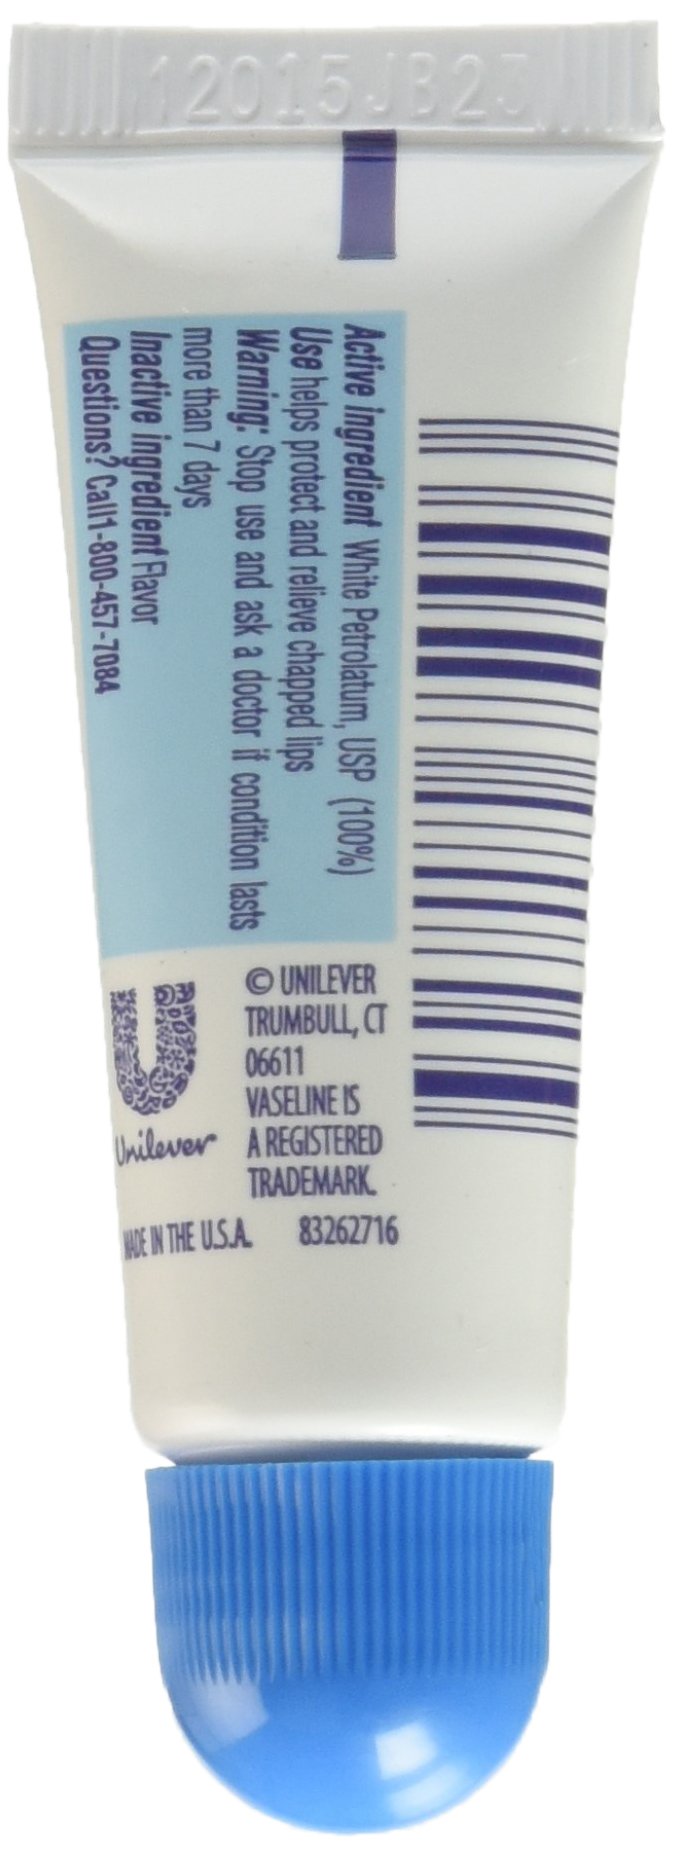 12015JB23
Active ingredient White Petrolatum, USP (100%)
Use helps protect and relieve chapped lips
Warning: Stop use and ask a doctor if condition lasts
more than 7 days
Inactive ingredient Flavor
Questions? Call1-800-457-7084
© UNILEVER
TRUMBULL, CT
06611
VASELINE IS
A REGISTERED
TRADEMARK.
Unilever
MADE IN THE U.S.A.
83262716